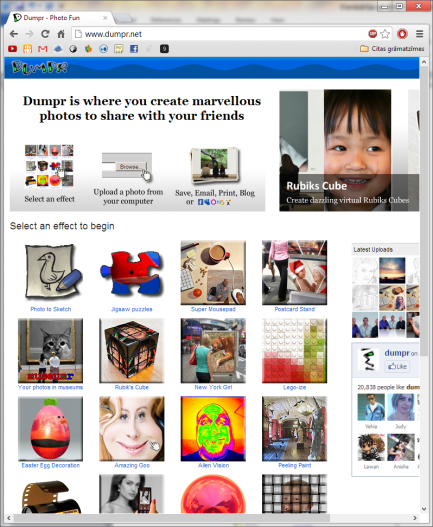 Dumpr - Photo Fun
www.dumpr.net
Citas grāmatzīmes
DUMPR
Dumpr is where you create marvellous
photos to share with your friends
Browse...
Select an effect
Upload a photo from
your computer
Save, Email, Print, Blog
or
Rubiks Cube
Create dazzling virtual Rubiks Cubes
Select an effect to begin
Latest Uploads
Photo to Sketch
Jigsaw puzzles
Super Mousepad
Postcard Stand
dumpr on
Like
Your photos in museums
Rubik's Cube
New York Girl
Lego-ize
20,838 people like dumpr
Yehia
Judy
Lawan
Anisha
Easter Egg Decoration
Amazing Goo
Alien Vision
Peeling Paint